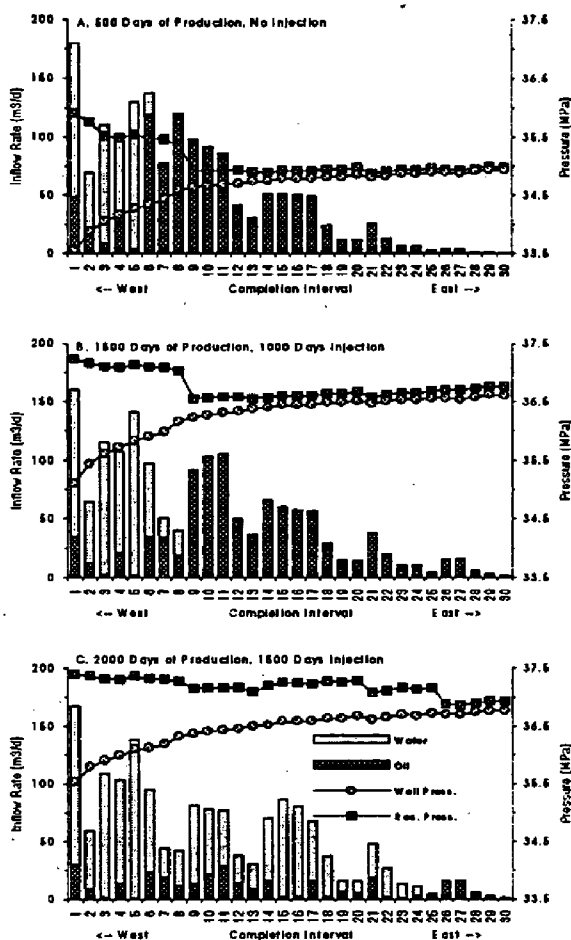 A. 500 Days of Production, No Injection
200
150
100
50
0
Inflow Rate (m3/d)
37.5
36.5
35.5
34.5
33.5
Pressure (MPa)
1 2 3 4 5 6 7 8 9 10 11 12 13 14 15 16 17 18 19 20 21 22 23 24 25 26 27 28 29 30
<-- West Completion Interval East -->
B. 1500 Days of Production, 1000 Days Injection
200
150
100
50
0
Inflow Rate (m3/d)
37.5
36.5
35.5
34.5
33.5
Pressure (MPa)
1 2 3 4 5 6 7 8 9 10 11 12 13 14 15 16 17 18 19 20 21 22 23 24 25 26 27 28 29 30
<-- West Completion Interval East -->
C. 2000 Days of Production, 1500 Days Injection
200
150
100
50
0
Inflow Rate (m3/d)
37.5
36.5
35.5
34.5
33.5
Pressure (MPa)
Water
Oil
Well Press.
Res. Press.
1 2 3 4 5 6 7 8 9 10 11 12 13 14 15 16 17 18 19 20 21 22 23 24 25 26 27 28 29 30
<-- West Completion Interval East -->